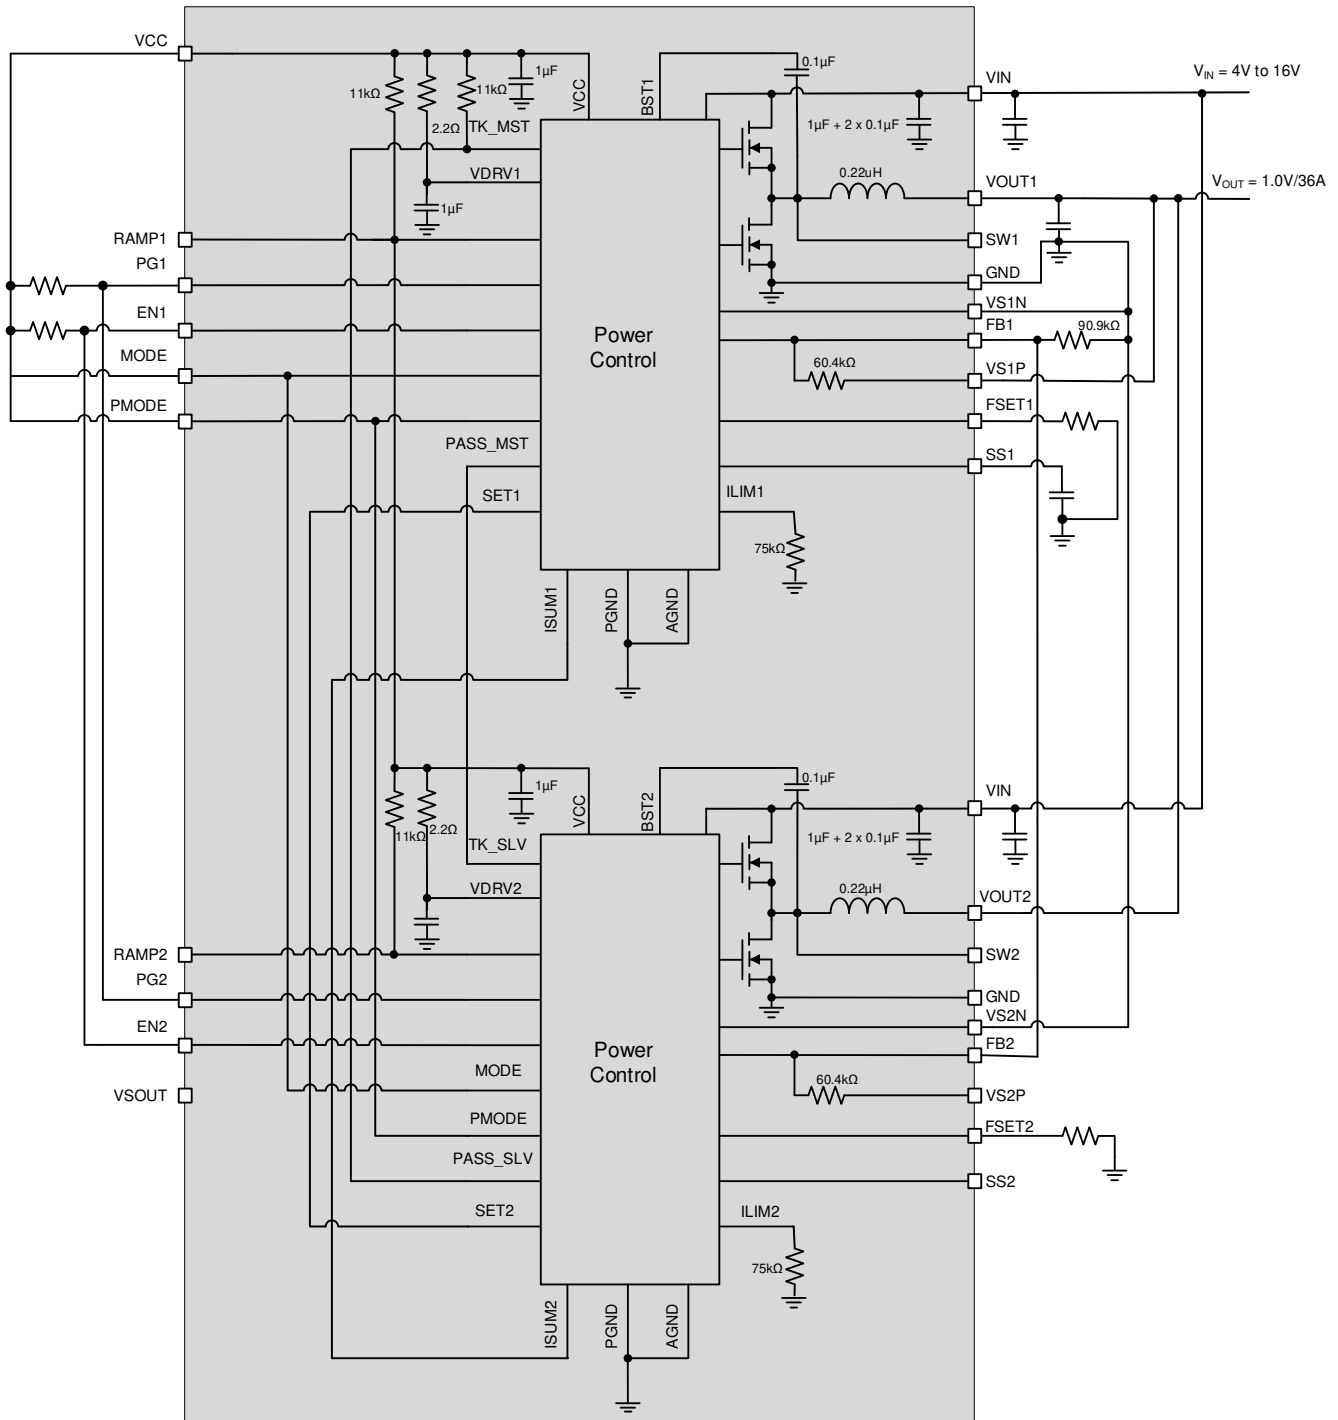 VCC
1µF
0.1µF
VIN
V_IN = 4V to 16V
11kΩ
11kΩ
VCC
BST1
2.2Ω
TK_MST
1µF + 2 x 0.1µF
VDRV1
0.22uH
VOUT1
V_OUT = 1.0V/36A
1µF
RAMP1
SW1
PG1
GND
EN1
VS1N
Power
Control
FB1
90.9kΩ
MODE
60.4kΩ
VS1P
PMODE
FSET1
PASS_MST
SS1
SET1
ILIM1
75kΩ
ISUM1
PGND
AGND
1µF
0.1µF
VIN
VCC
BST2
11kΩ
2.2Ω
TK_SLV
1µF + 2 x 0.1µF
VDRV2
0.22µH
VOUT2
RAMP2
SW2
PG2
GND
EN2
VS2N
Power
Control
FB2
MODE
60.4kΩ
VSOUT
VS2P
PMODE
FSET2
PASS_SLV
SS2
SET2
ILIM2
75kΩ
ISUM2
PGND
AGND